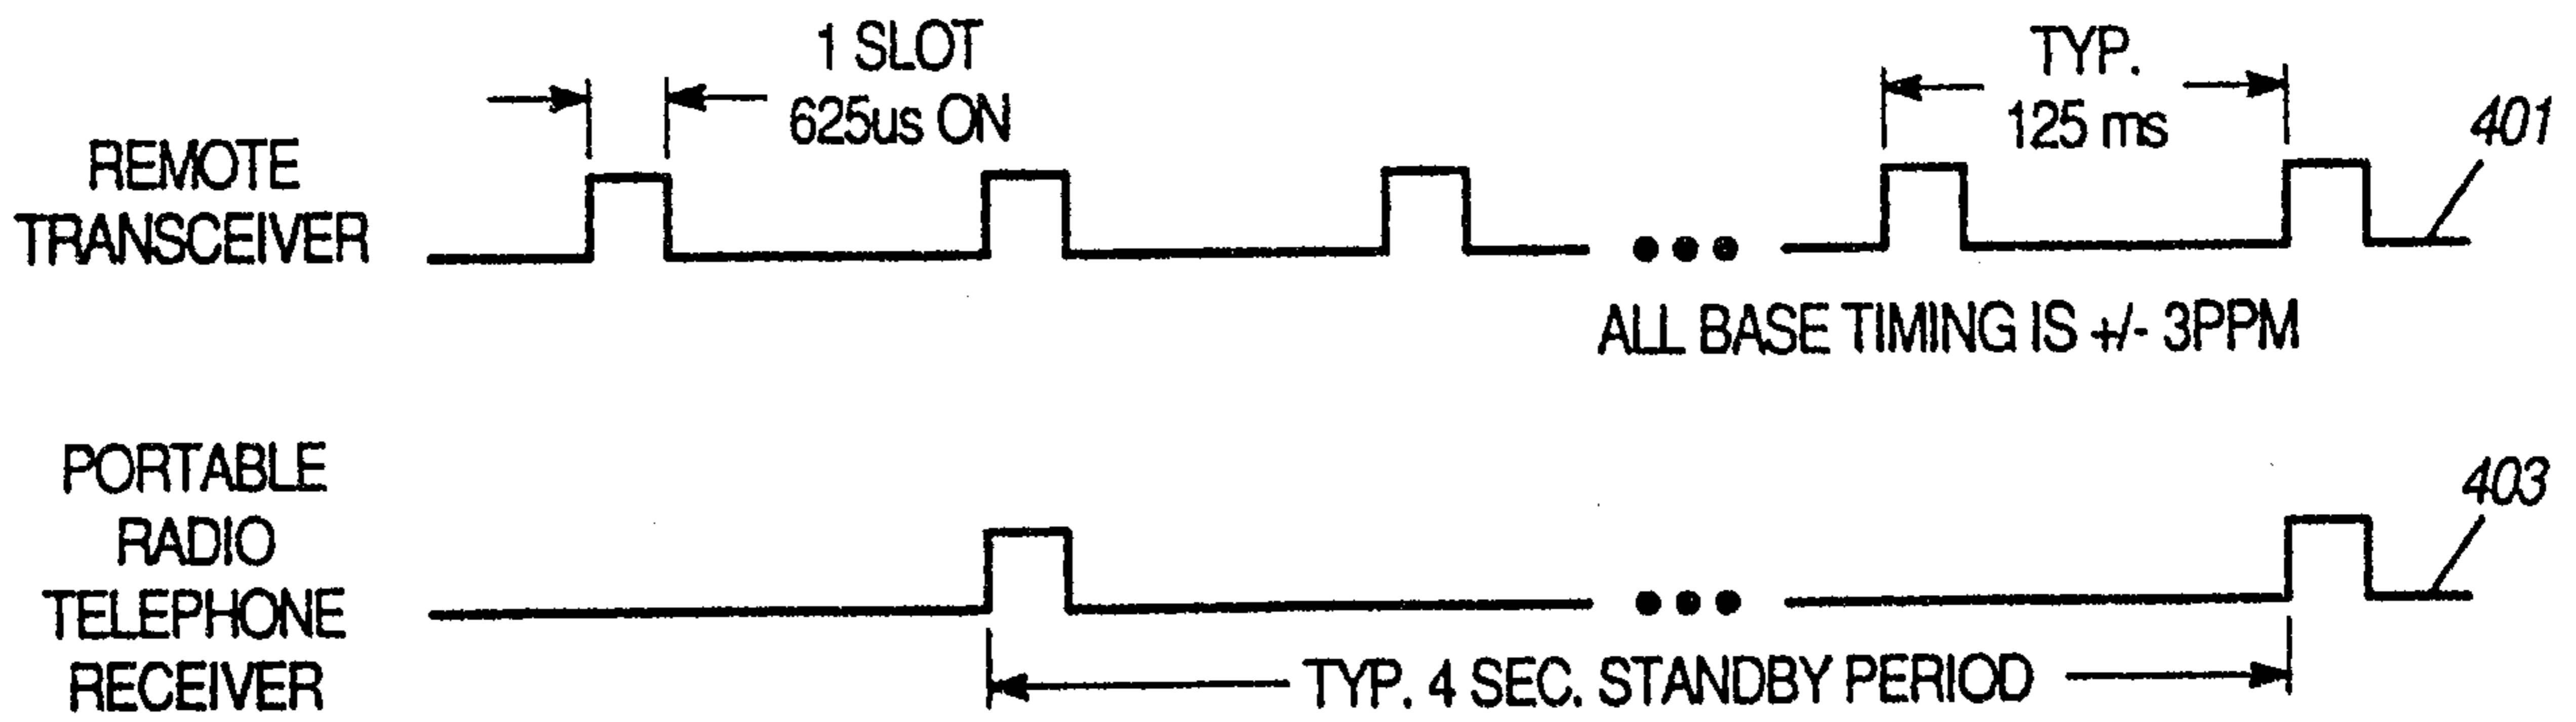 1 SLOT
625us ON
TYP.
125 ms
401
REMOTE
TRANSCEIVER
ALL BASE TIMING IS +/- 3PPM
PORTABLE
RADIO
TELEPHONE
RECEIVER
403
TYP. 4 SEC. STANDBY PERIOD